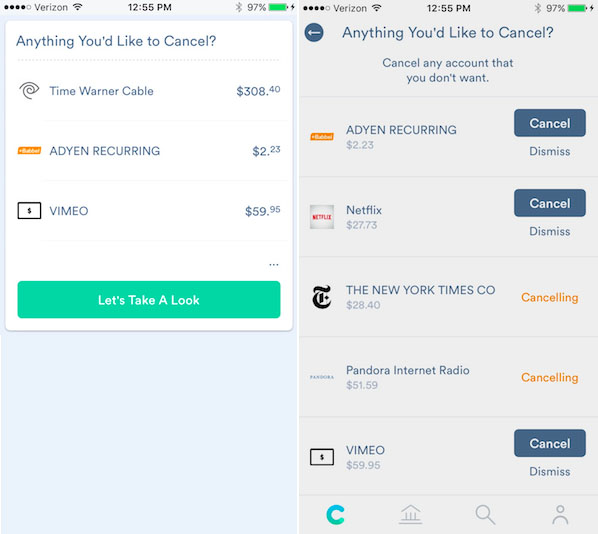 ●●●●○ Verizon 12:55 PM 97%
Anything You'd Like to Cancel?
Time Warner Cable $308.40
+Babbel ADYEN RECURRING $2.23
$ VIMEO $59.95
...
Let's Take A Look
●●●●○ Verizon 12:55 PM 97%
Anything You'd Like to Cancel?
Cancel any account that
you don't want.
+Babbel ADYEN RECURRING Cancel
$2.23 Dismiss
NETFLIX Netflix Cancel
$27.73 Dismiss
T THE NEW YORK TIMES CO Cancelling
$28.40
PANDORA Pandora Internet Radio Cancelling
$51.59
$ VIMEO Cancel
$59.95 Dismiss